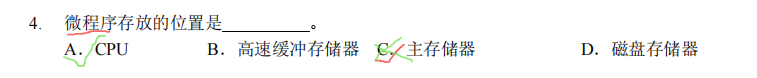 4. 微程序存放的位置是__________。
A. CPU B. 高速缓冲存储器 C. 主存储器 D. 磁盘存储器